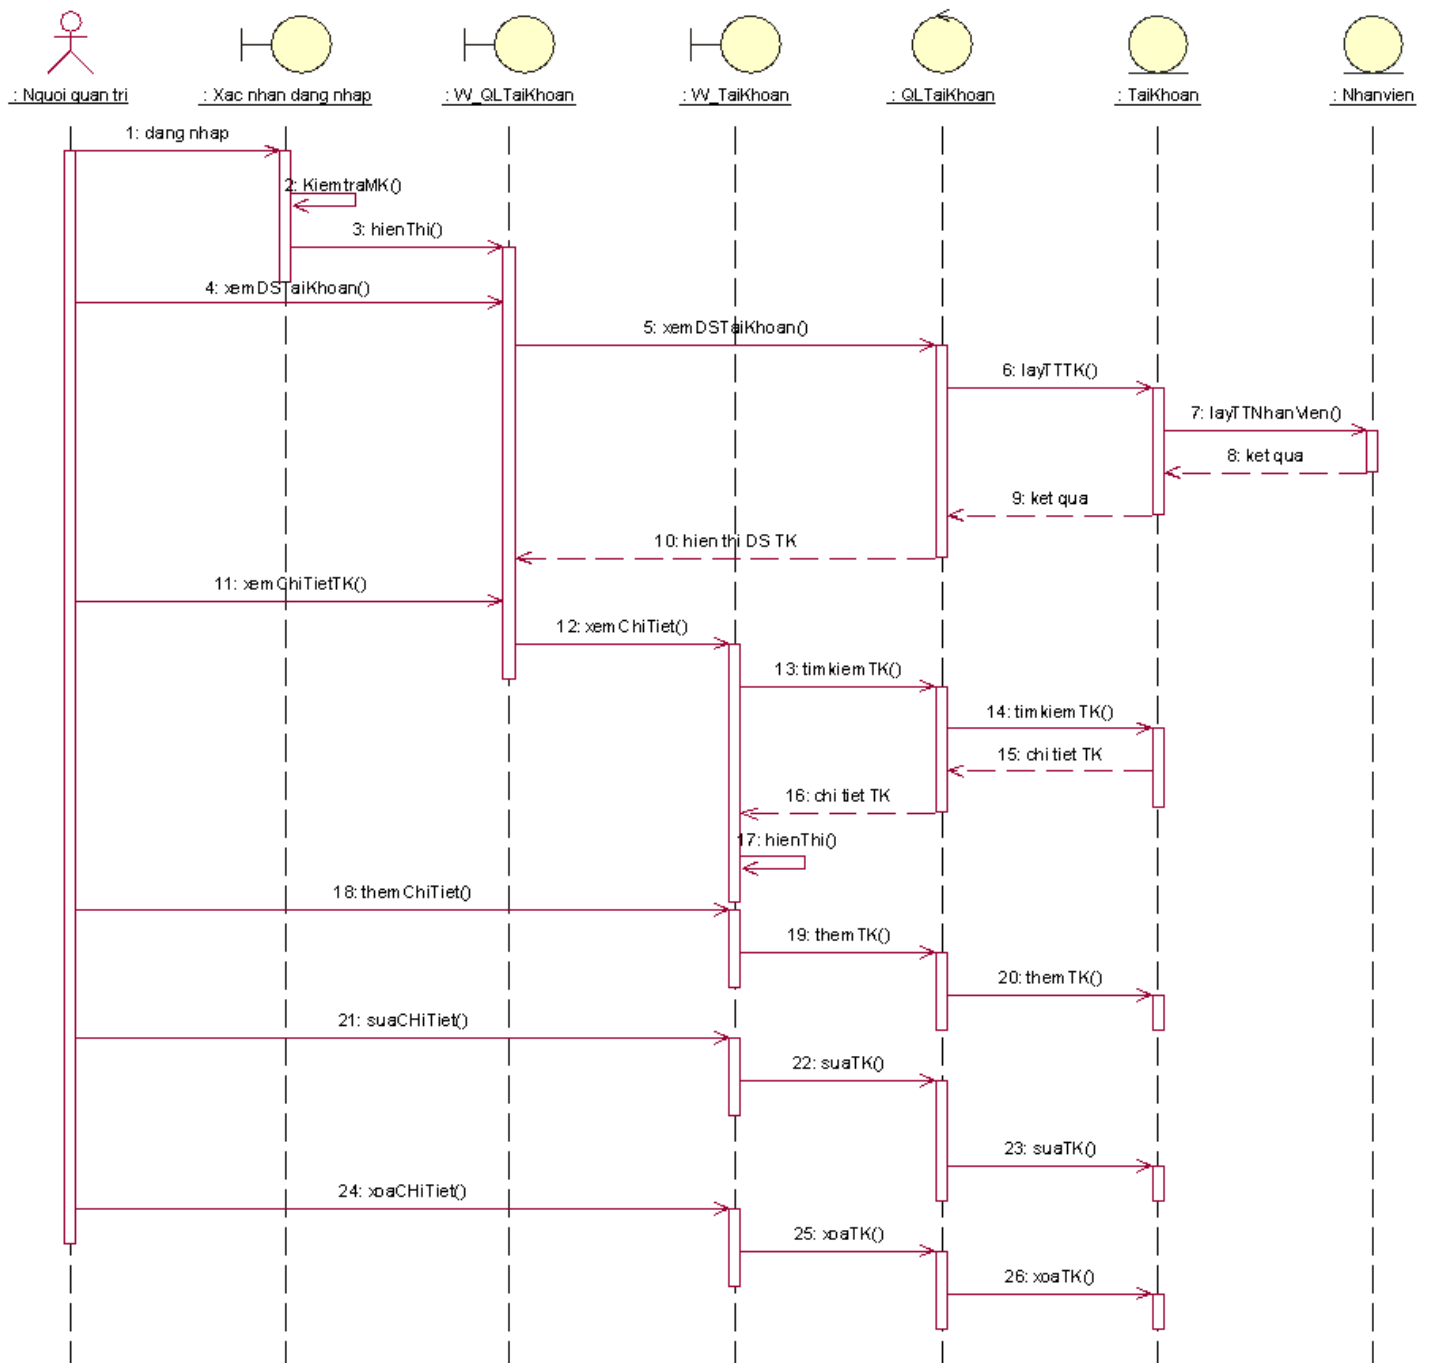 : Nguoi quan tri
: Xac nhan dang nhap
: W_QLTaiKhoan
: W_TaiKhoan
: QLTaiKhoan
: TaiKhoan
: Nhanvien
1: dang nhap
2: KiemtraMK()
3: hienThi()
4: xemDSTaiKhoan()
5: xemDSTaiKhoan()
6: layTTTK()
7: layTTNhanVien()
8: ket qua
9: ket qua
10: hien thi DS TK
11: xemChiTietTK()
12: xemChiTiet()
13: timkiemTK()
14: timkiemTK()
15: chi tiet TK
16: chi tiet TK
17: hienThi()
18: themChiTiet()
19: themTK()
20: themTK()
21: suaCHiTiet()
22: suaTK()
23: suaTK()
24: xoaCHiTiet()
25: xoaTK()
26: xoaTK()